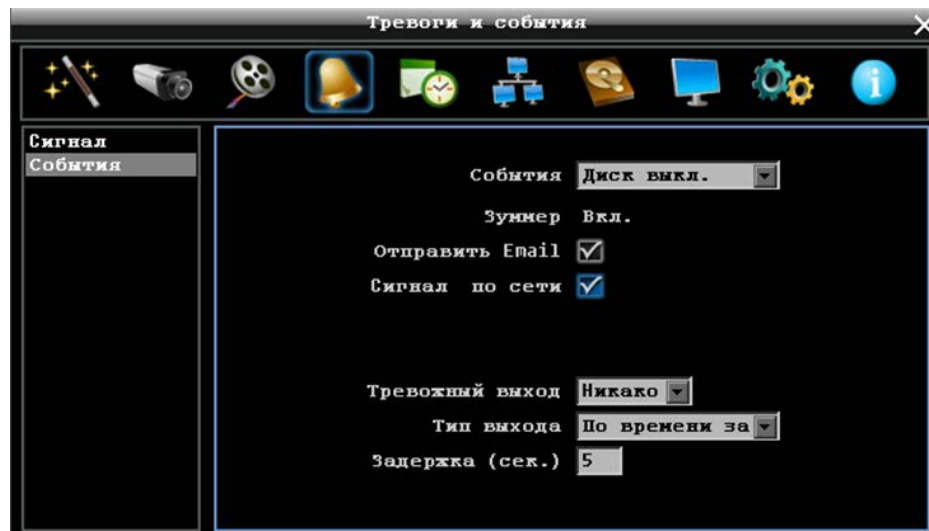 Тревоги и события
Сигнал
События
События Диск выкл.
Зуммер Вкл.
Отправить Email
Сигнал по сети
Тревожный выход Никако
Тип выхода По времени за
Задержка (сек.) 5